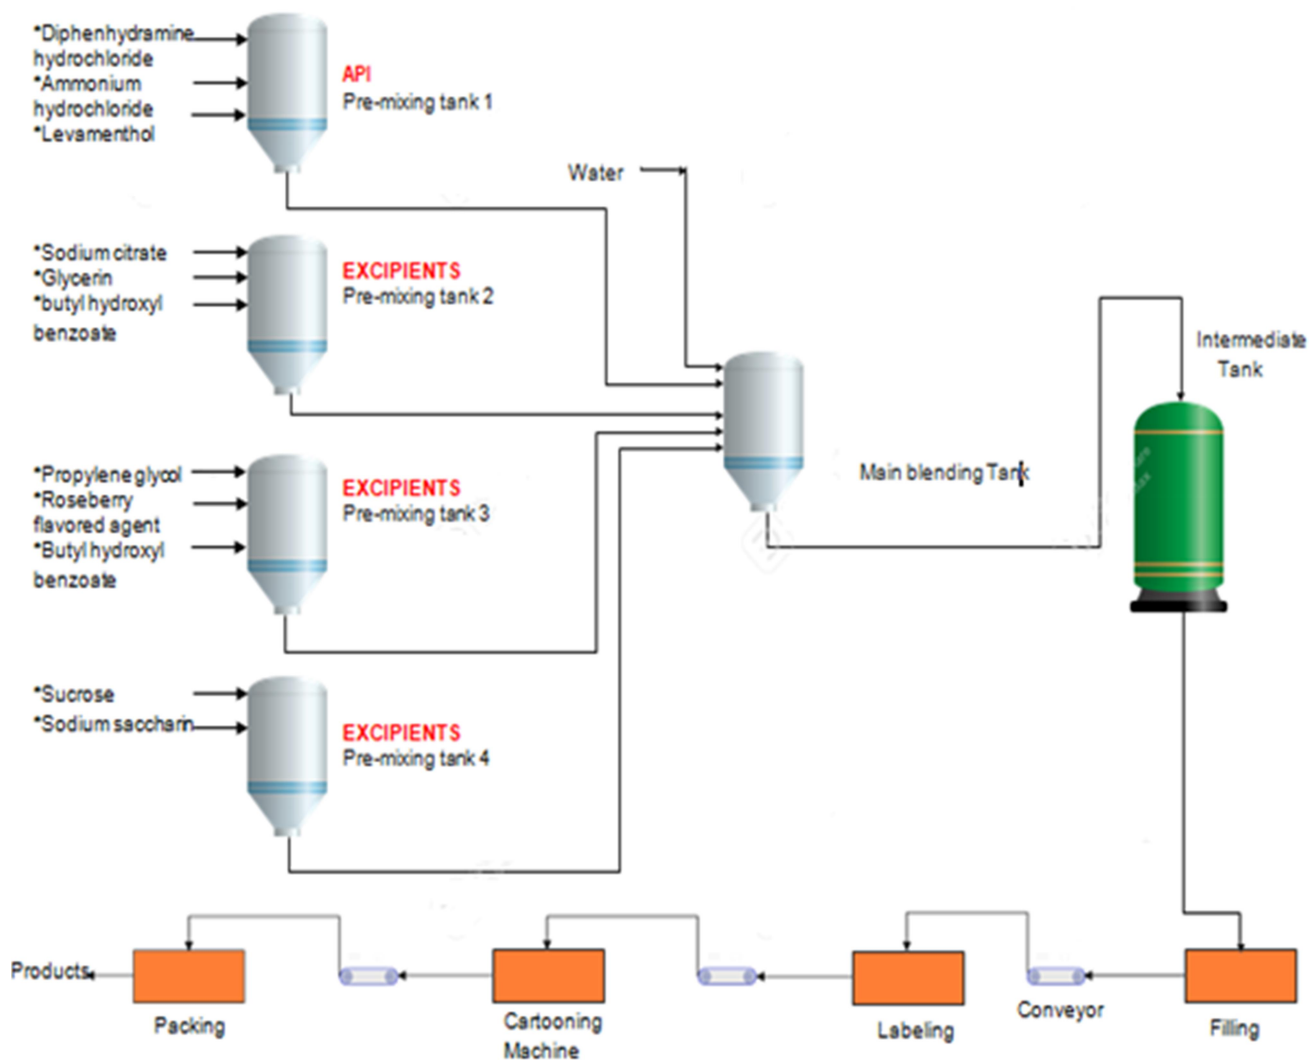 *Diphenhydramine
hydrochloride
*Ammonium
hydrochloride
*Levamenthol
API
Pre-mixing tank 1
Water
*Sodium citrate
*Glycerin
*butyl hydroxyl
benzoate
EXCIPIENTS
Pre-mixing tank 2
Intermediate
Tank
*Propylene glycol
*Roseberry
flavored agent
*Butyl hydroxyl
benzoate
EXCIPIENTS
Pre-mixing tank 3
Main blending Tank
*Sucrose
*Sodium saccharin
EXCIPIENTS
Pre-mixing tank 4
Products
Packing
Cartooning
Machine
Labeling
Conveyor
Filling